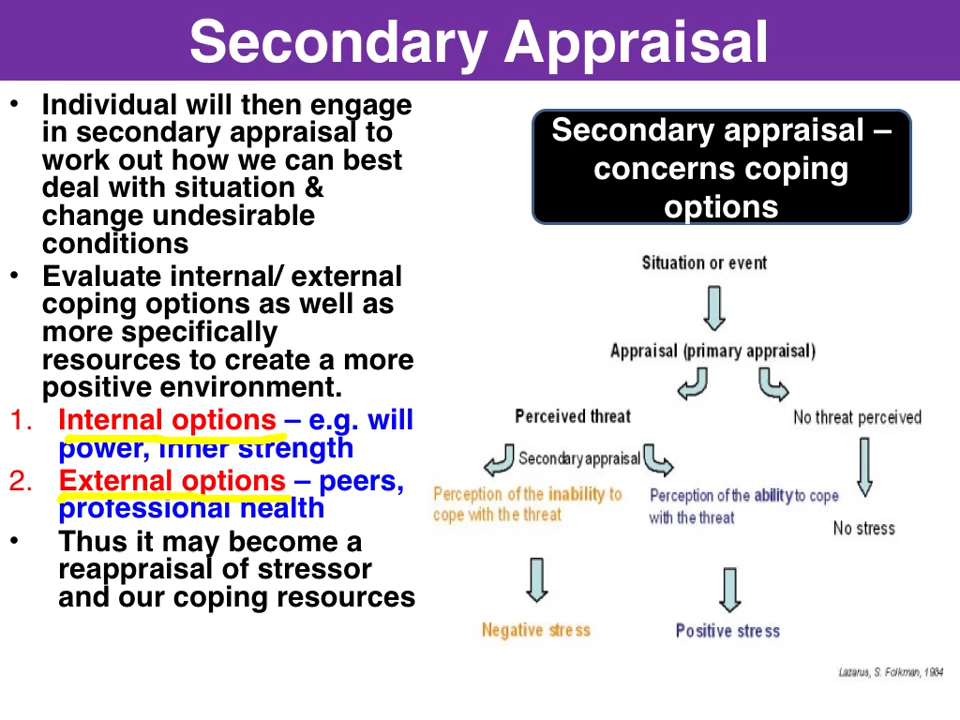 Secondary Appraisal
• Individual will then engage
in secondary appraisal to
work out how we can best
deal with situation &
change undesirable
conditions
• Evaluate internal/ external
coping options as well as
more specifically
resources to create a more
positive environment.
1. Internal options – e.g. will
power, inner strength
2. External options – peers,
professional health
• Thus it may become a
reappraisal of stressor
and our coping resources
Secondary appraisal –
concerns coping
options
Situation or event
Appraisal (primary appraisal)
Perceived threat
No threat perceived
Secondary appraisal
Perception of the inability to
cope with the threat
Perception of the ability to cope
with the threat
No stress
Negative stress
Positive stress
Lazarus, S. Folkman, 1984